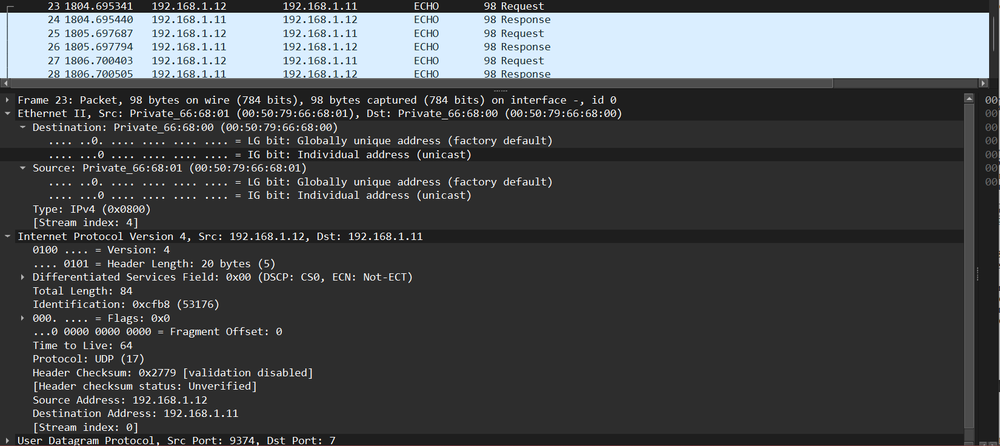 23 1804.695341 192.168.1.12 192.168.1.11 ECHO 98 Request
24 1804.695440 192.168.1.11 192.168.1.12 ECHO 98 Response
25 1805.697687 192.168.1.12 192.168.1.11 ECHO 98 Request
26 1805.697794 192.168.1.11 192.168.1.12 ECHO 98 Response
27 1806.700403 192.168.1.12 192.168.1.11 ECHO 98 Request
28 1806.700505 192.168.1.11 192.168.1.12 ECHO 98 Response
Frame 23: Packet, 98 bytes on wire (784 bits), 98 bytes captured (784 bits) on interface -, id 0
00
Ethernet II, Src: Private_66:68:01 (00:50:79:66:68:01), Dst: Private_66:68:00 (00:50:79:66:68:00)
00
Destination: Private_66:68:00 (00:50:79:66:68:00)
00
.... ..0. .... .... .... .... = LG bit: Globally unique address (factory default)
00
.... ...0 .... .... .... .... = IG bit: Individual address (unicast)
00
Source: Private_66:68:01 (00:50:79:66:68:01)
00
.... ..0. .... .... .... .... = LG bit: Globally unique address (factory default)
00
.... ...0 .... .... .... .... = IG bit: Individual address (unicast)
Type: IPv4 (0x0800)
[Stream index: 4]
Internet Protocol Version 4, Src: 192.168.1.12, Dst: 192.168.1.11
0100 .... = Version: 4
.... 0101 = Header Length: 20 bytes (5)
Differentiated Services Field: 0x00 (DSCP: CS0, ECN: Not-ECT)
Total Length: 84
Identification: 0xcfb8 (53176)
000. .... = Flags: 0x0
...0 0000 0000 0000 = Fragment Offset: 0
Time to Live: 64
Protocol: UDP (17)
Header Checksum: 0x2779 [validation disabled]
[Header checksum status: Unverified]
Source Address: 192.168.1.12
Destination Address: 192.168.1.11
[Stream index: 0]
User Datagram Protocol, Src Port: 9374, Dst Port: 7